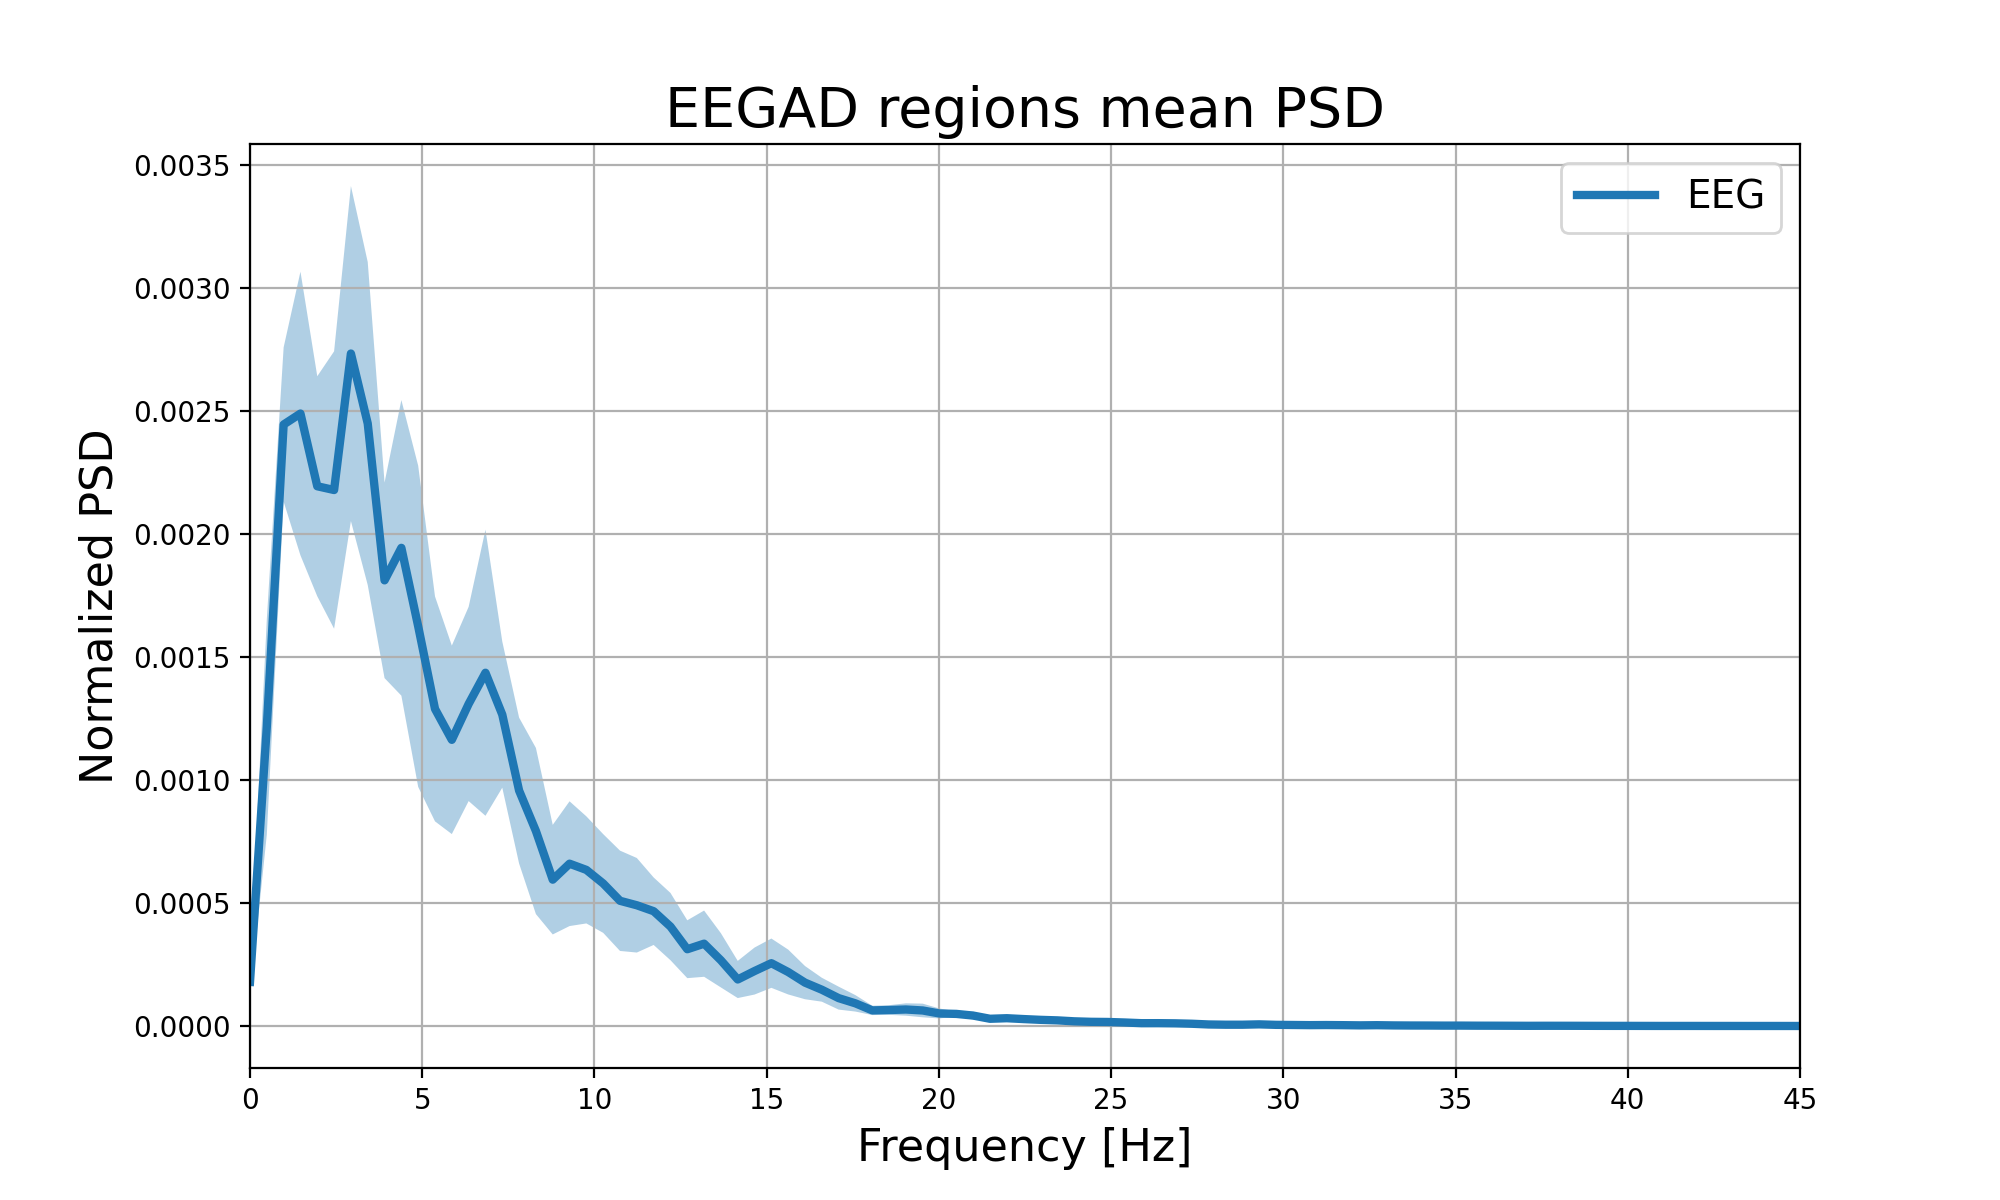 EEGAD regions mean PSD
EEG
Normalized PSD
0.0035
0.0030
0.0025
0.0020
0.0015
0.0010
0.0005
0.0000
0 5 10 15 20 25 30 35 40 45
Frequency [Hz]